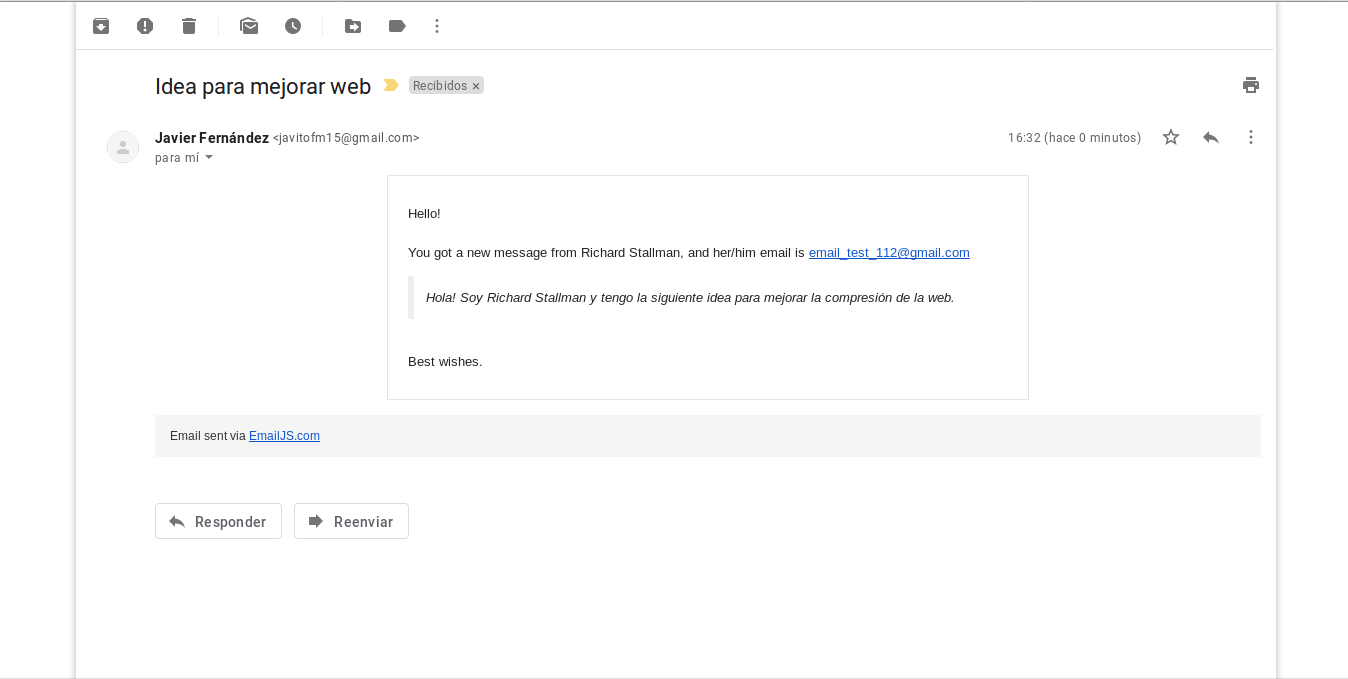 Idea para mejorar web Recibidos ×
Javier Fernández <javitofm15@gmail.com> 16:32 (hace 0 minutos)
para mí
Hello!
You got a new message from Richard Stallman, and her/him email is email_test_112@gmail.com
Hola! Soy Richard Stallman y tengo la siguiente idea para mejorar la compresión de la web.
Best wishes.
Email sent via EmailJS.com
Responder Reenviar